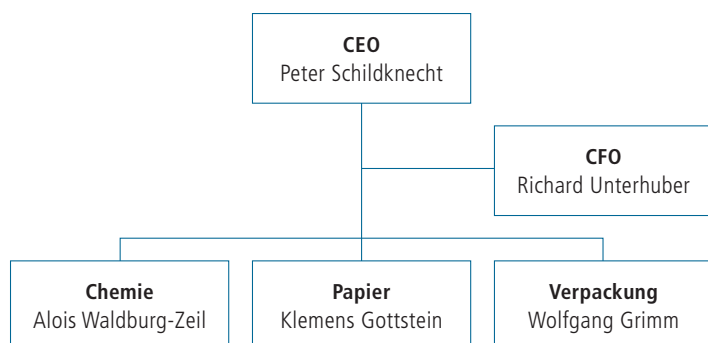 CEO
Peter Schildknecht
CFO
Richard Unterhuber
Chemie
Alois Waldburg-Zeil
Papier
Klemens Gottstein
Verpackung
Wolfgang Grimm